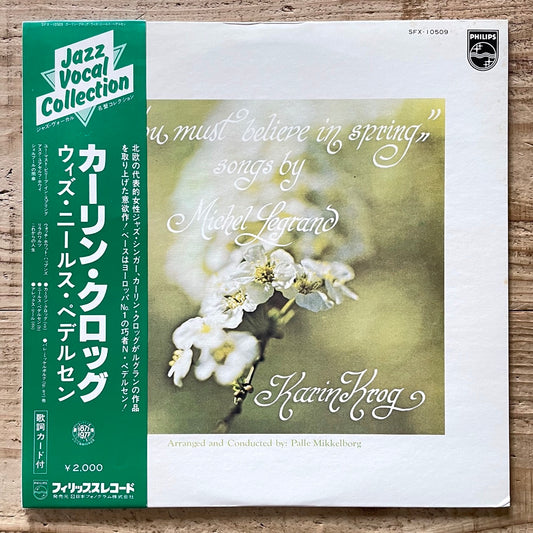 SFX-10509
PHILIPS
Jazz
Vocal
Collection
ジャズ・ヴォーカル 名盤コレクション
カーリン・クロッグ
ウィズ・ニールス・ペデルセン
北欧の代表的女性ジャズ・シンガー、カーリン・クロッグがルグランの作品
を取り上げた意欲作！ベースはヨーロッパNo.1の巧者N・ペデルセン！
歌詞カード付
¥2,000
PHILIPS
フィリップスレコード
発売元 日本フォノグラム株式会社
ou must believe in spring"
songs by
Michel Legrand
Karin Krog
Arranged and Conducted by: Palle Mikkelborg